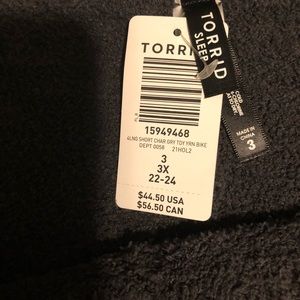 TORRID
15949468
4LNG SHORT CHAR GRY TOY YRN BIKE
DEPT 0058 21HOL2
3
3X
22-24
$44.50 USA
$56.50 CAN
TORRID
SLEEP
MADE IN
CHINA
3